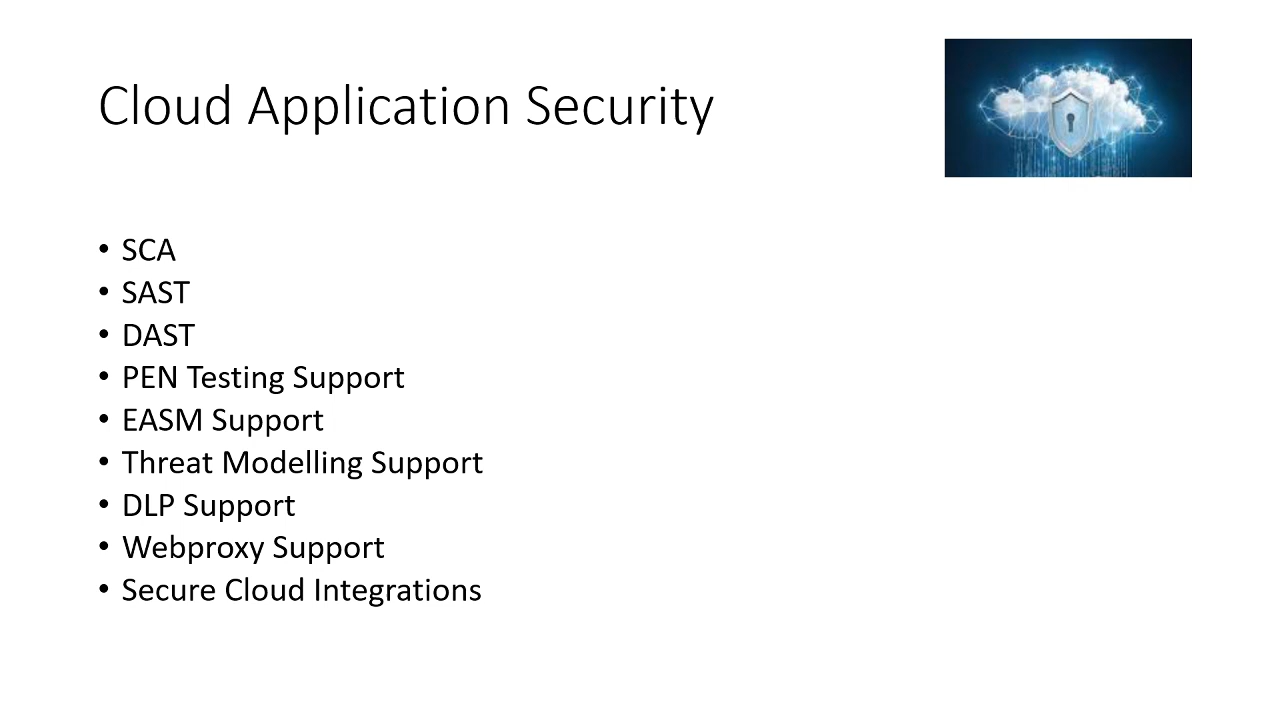 Cloud Application Security
• SCA
• SAST
• DAST
• PEN Testing Support
• EASM Support
• Threat Modelling Support
• DLP Support
• Webproxy Support
• Secure Cloud Integrations